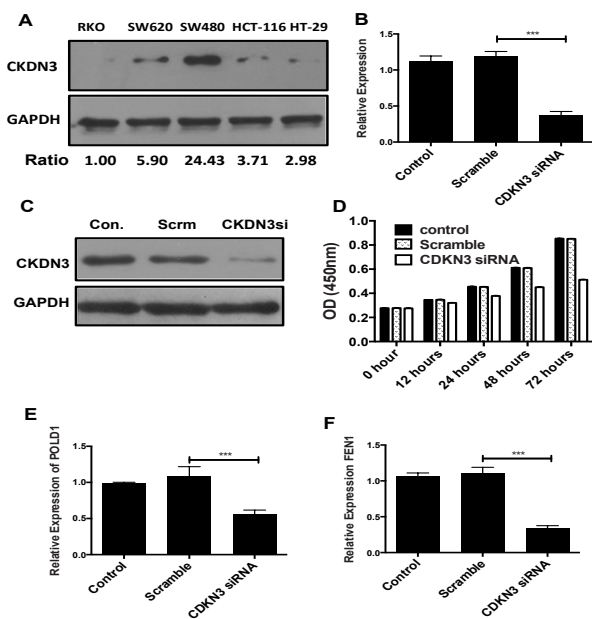 A
RKO SW620 SW480 HCT-116 HT-29
CKDN3
GAPDH
Ratio 1.00 5.90 24.43 3.71 2.98
B
***
Relative Expression
1.5
1.0
0.5
0.0
Control
Scramble
CDKN3 siRNA
C
Con. Scrm CKDN3si
CKDN3
GAPDH
D
control
Scramble
CDKN3 siRNA
OD (450nm)
1.0
0.8
0.6
0.4
0.2
0.0
0 hour
12 hours
24 hours
48 hours
72 hours
E
***
Relative Expression of POLD1
1.5
1.0
0.5
0.0
Control
Scramble
CDKN3 siRNA
F
***
Relative Expression FEN1
1.5
1.0
0.5
0.0
Control
Scramble
CDKN3 siRNA